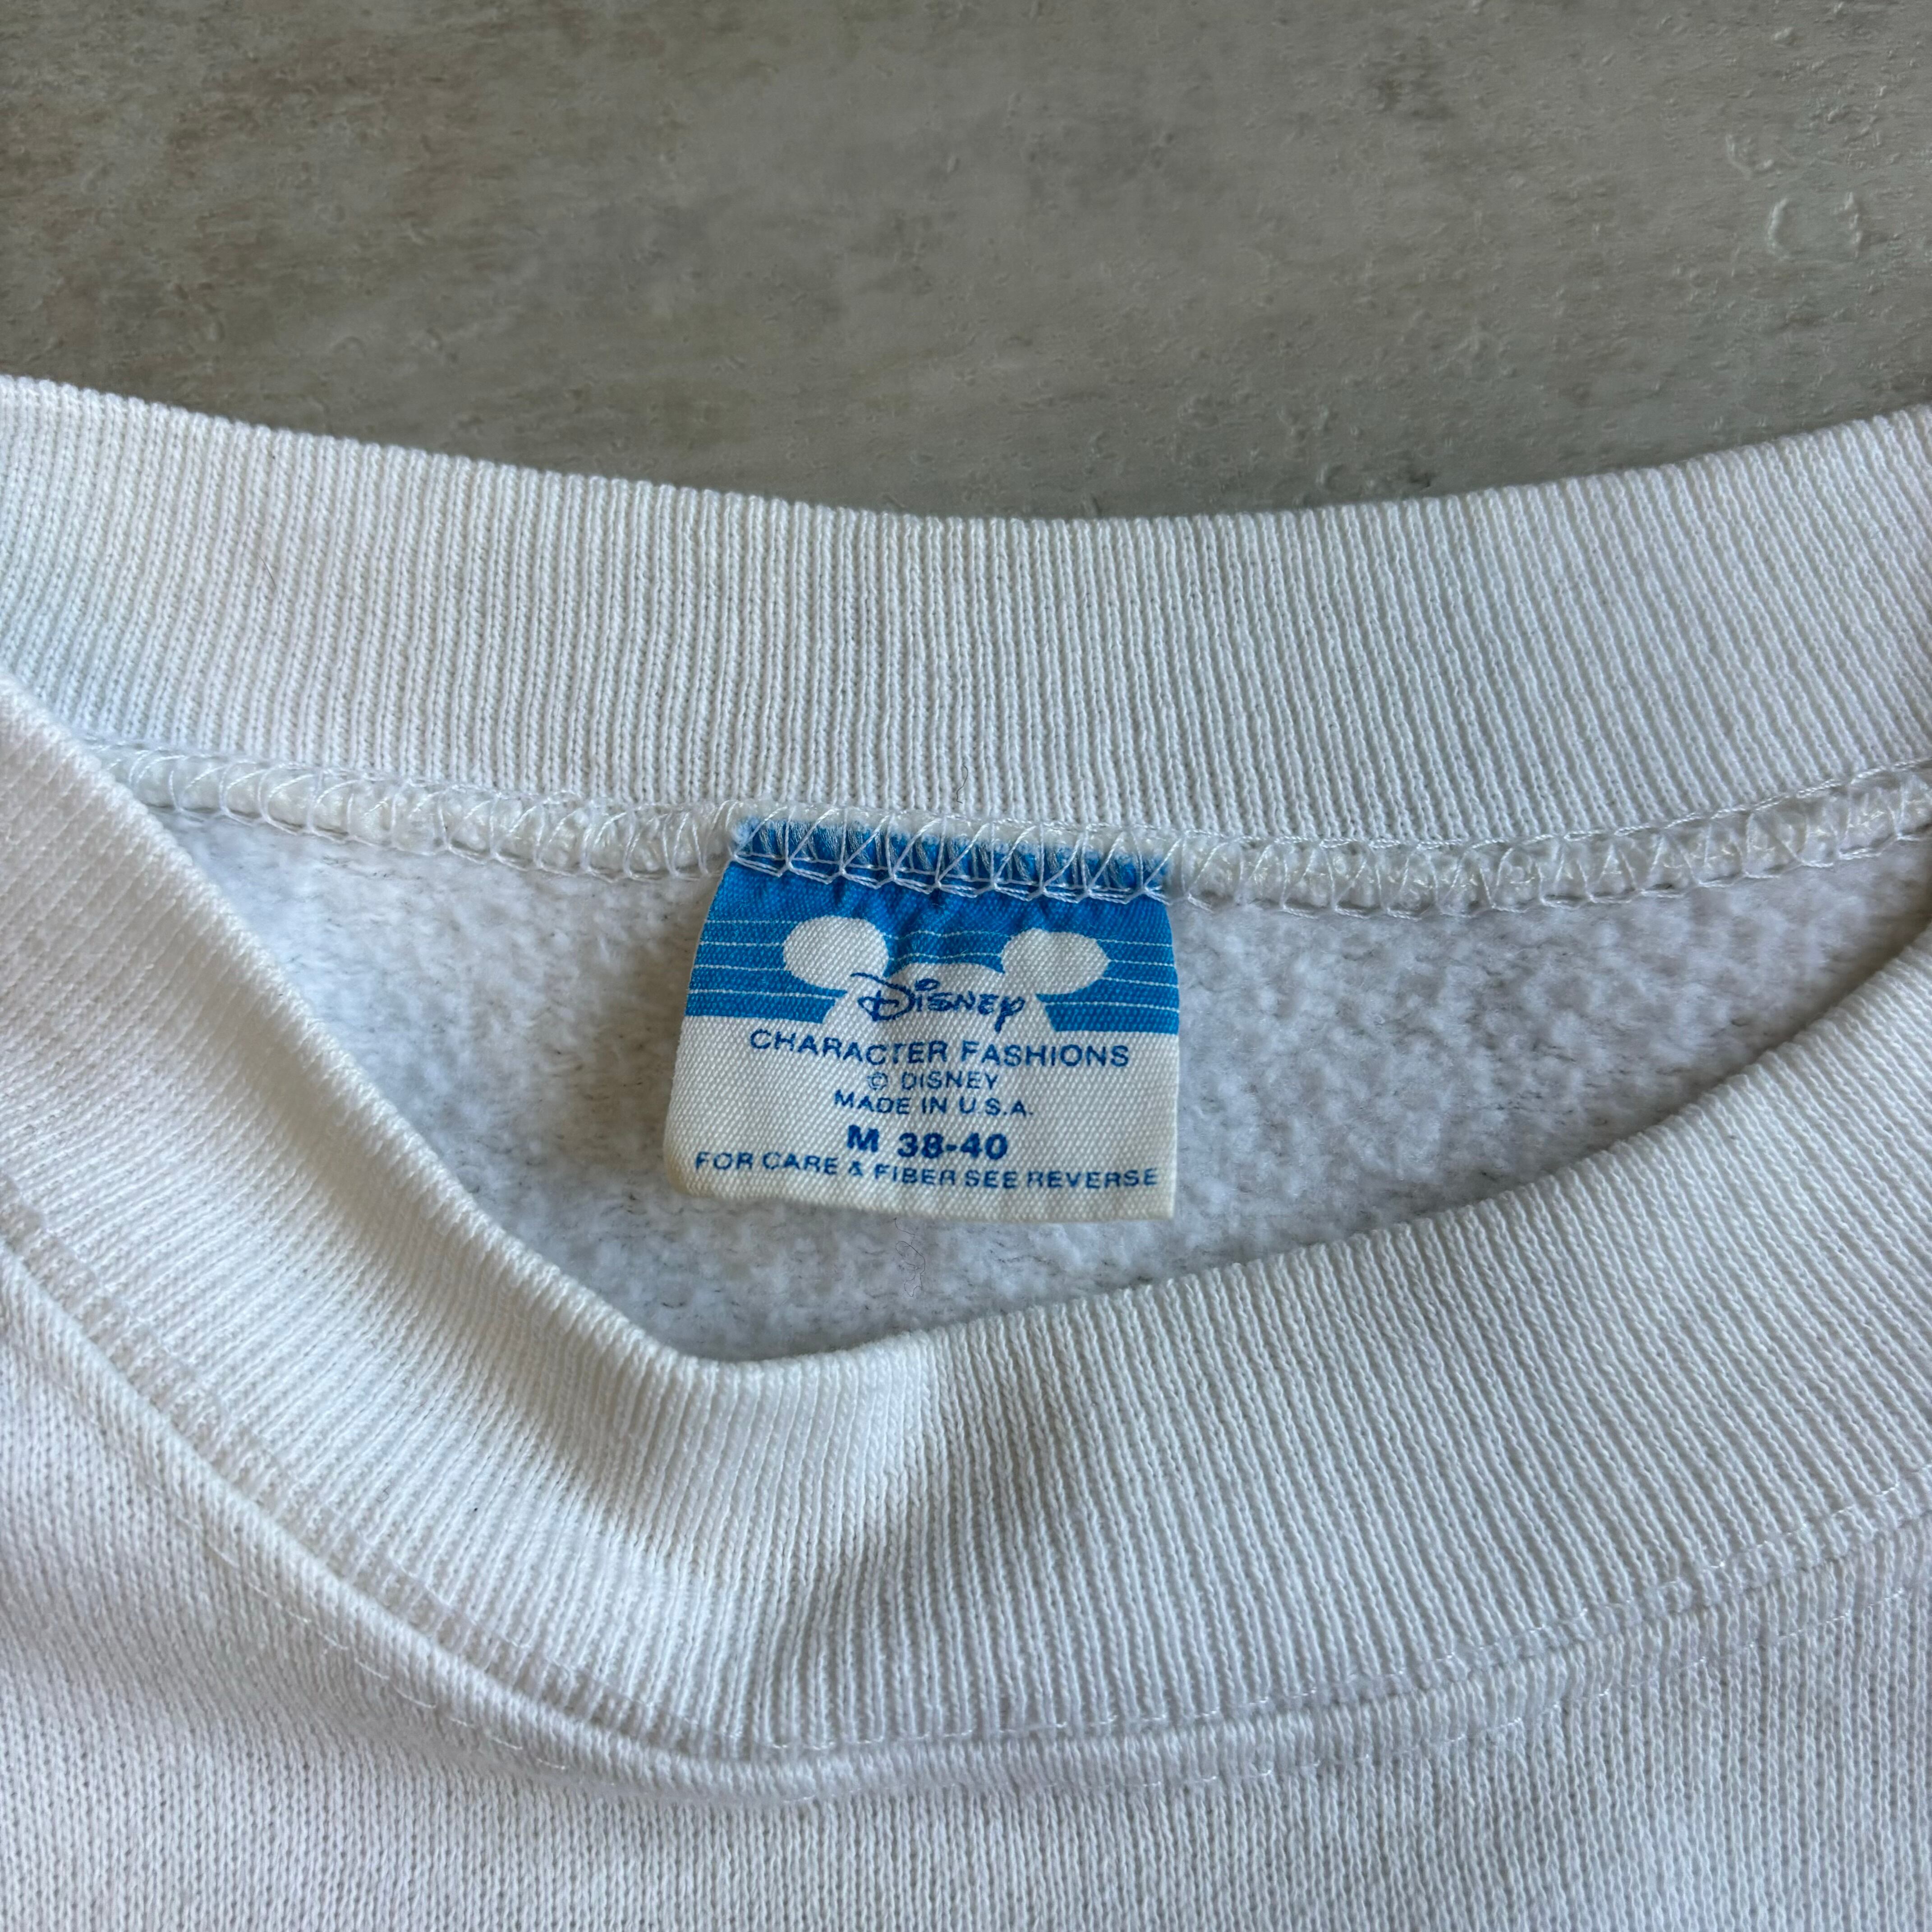 Disney
CHARACTER FASHIONS
© DISNEY
MADE IN U.S.A.
M 38-40
FOR CARE & FIBER SEE REVERSE